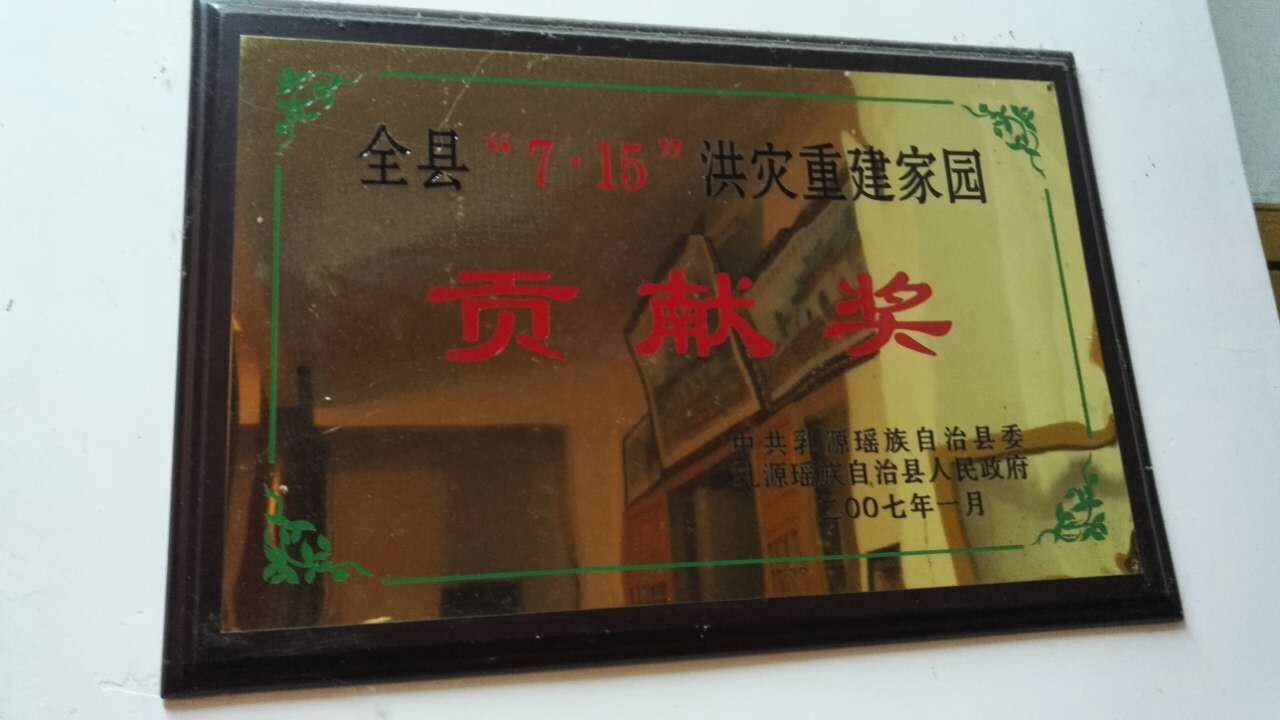 全县“7·15”洪灾重建家园
贡献奖
中共乳源瑶族自治县委
乳源瑶族自治县人民政府
二00七年一月